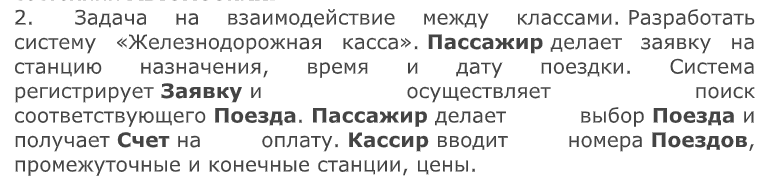 2. Задача на взаимодействие между классами. Разработать
систему «Железнодорожная касса». Пассажир делает заявку на
станцию назначения, время и дату поездки. Система
регистрирует Заявку и осуществляет поиск
соответствующего Поезда. Пассажир делает выбор Поезда и
получает Счет на оплату. Кассир вводит номера Поездов,
промежуточные и конечные станции, цены.